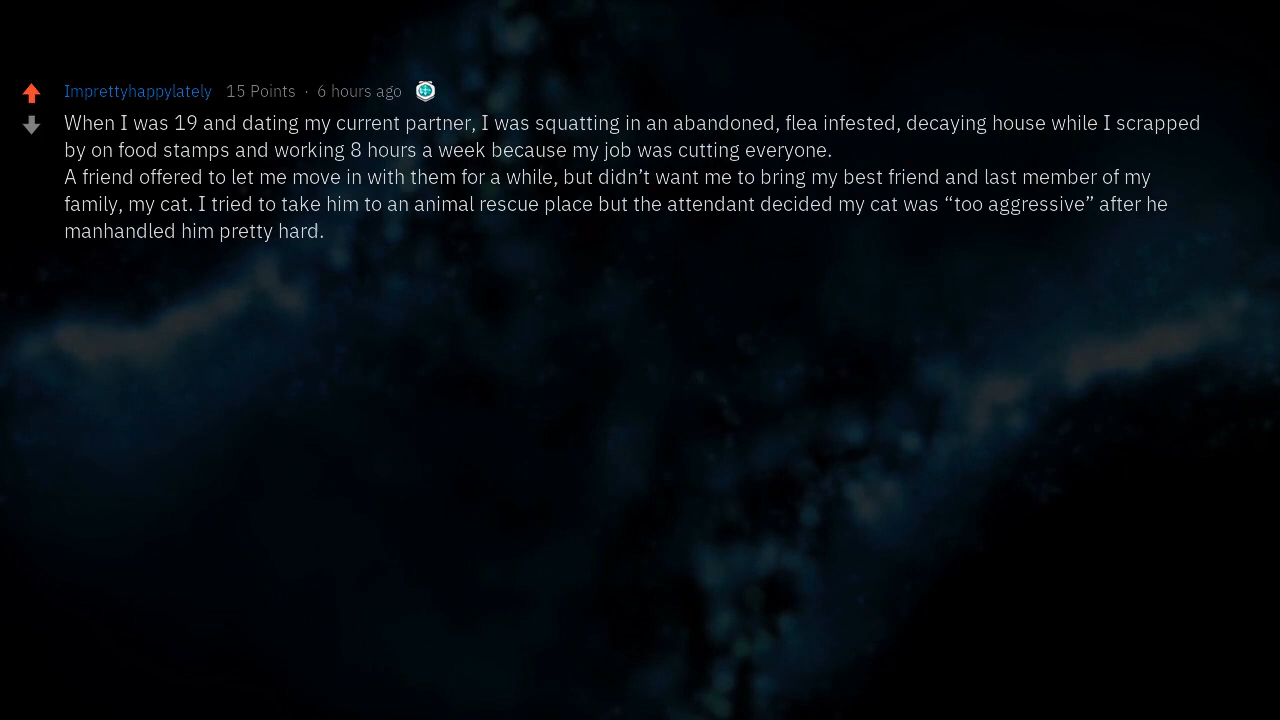 Imprettyhappylately 15 Points · 6 hours ago
When I was 19 and dating my current partner, I was squatting in an abandoned, flea infested, decaying house while I scrapped
by on food stamps and working 8 hours a week because my job was cutting everyone.
A friend offered to let me move in with them for a while, but didn’t want me to bring my best friend and last member of my
family, my cat. I tried to take him to an animal rescue place but the attendant decided my cat was “too aggressive” after he
manhandled him pretty hard.